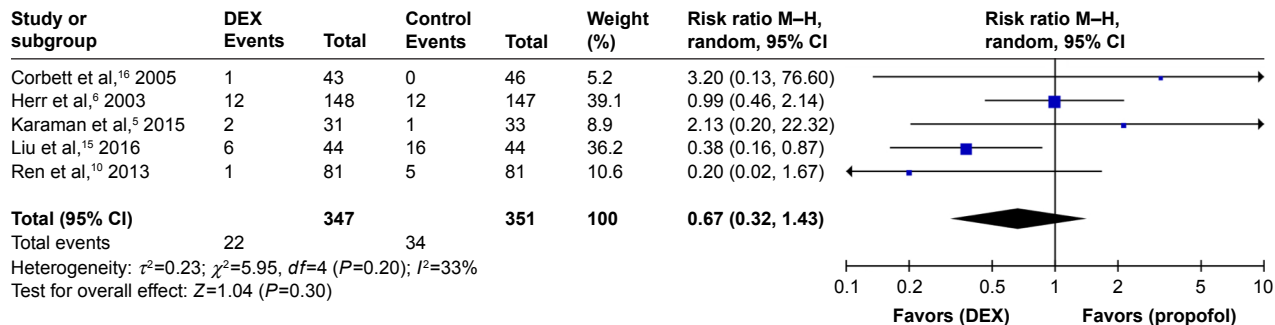 Study or subgroup DEX Events Total Control Events Total Weight (%) Risk ratio M–H, random, 95% CI Risk ratio M–H, random, 95% CI
Corbett et al,¹⁶ 2005 1 43 0 46 5.2 3.20 (0.13, 76.60)
Herr et al,⁶ 2003 12 148 12 147 39.1 0.99 (0.46, 2.14)
Karaman et al,⁵ 2015 2 31 1 33 8.9 2.13 (0.20, 22.32)
Liu et al,¹⁵ 2016 6 44 16 44 36.2 0.38 (0.16, 0.87)
Ren et al,¹⁰ 2013 1 81 5 81 10.6 0.20 (0.02, 1.67)
Total (95% CI) 347 351 100 0.67 (0.32, 1.43)
Total events 22 34
Heterogeneity: τ²=0.23; χ²=5.95, df=4 (P=0.20); I²=33%
Test for overall effect: Z=1.04 (P=0.30)
0.1 0.2 0.5 1 2 5 10
Favors (DEX) Favors (propofol)